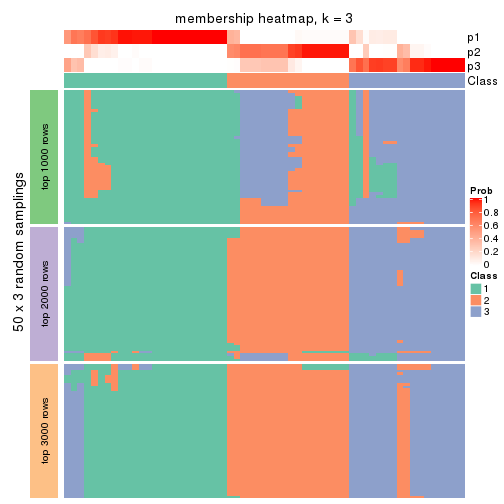 membership heatmap, k = 3
p1
p2
p3
Class
50 x 3 random samplings
top 1000 rows
top 2000 rows
top 3000 rows
Prob
1
0.8
0.6
0.4
0.2
0
Class
1
2
3